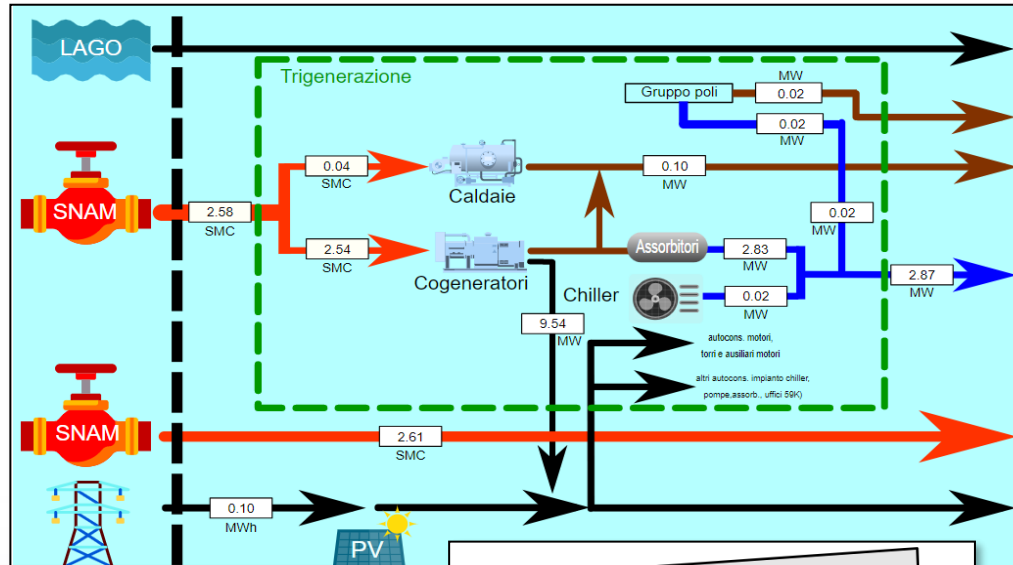 LAGO
Trigenerazione
Gruppo poli
MW
0.02
0.02
MW
SNAM
2.58
SMC
0.04
SMC
Caldaie
0.10
MW
0.02
MW
2.54
SMC
Cogeneratori
Assorbitori
2.83
MW
2.87
MW
Chiller
0.02
MW
9.54
MW
autocons. motori,
torri e ausiliari motori
altri autocons. impianto chiller,
pompe,assorb., uffici 59K)
SNAM
2.61
SMC
0.10
MWh
PV